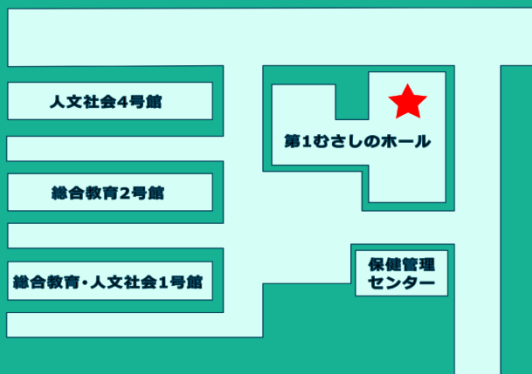 人文社会4号館
第1むさしのホール
総合教育2号館
総合教育・人文社会1号館
保健管理
センター